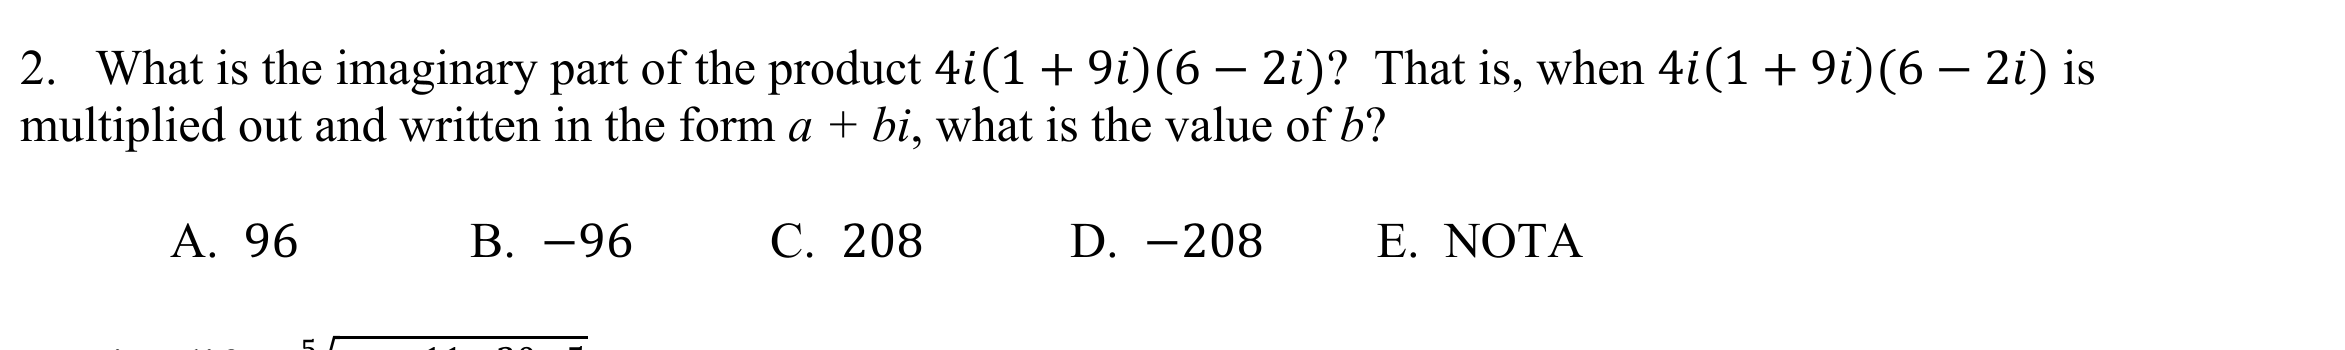 2. What is the imaginary part of the product 4i(1 + 9i)(6 − 2i)? That is, when 4i(1 + 9i)(6 − 2i) is
multiplied out and written in the form a + bi, what is the value of b?
A. 96 B. −96 C. 208 D. −208 E. NOTA